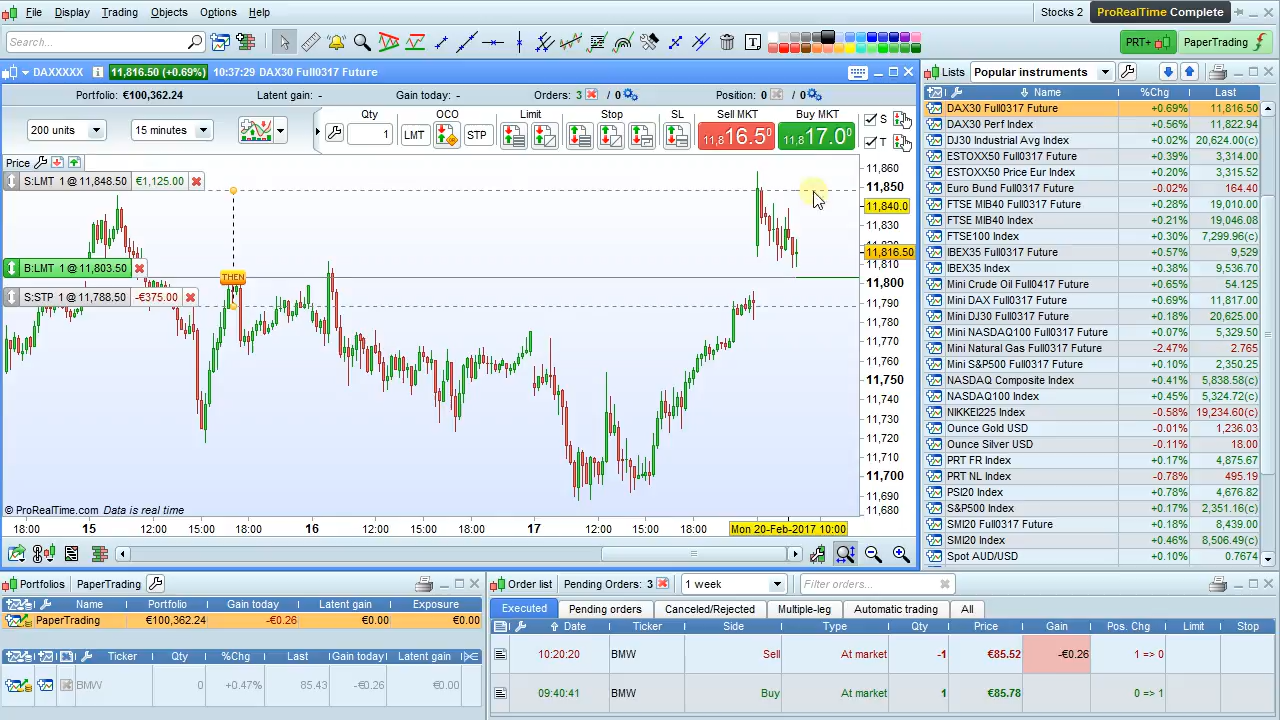 File Display Trading Objects Options Help Stocks 2 ProRealTime Complete
Search... T PRT+ PaperTrading
DAXXXXX i 11,816.50 (+0.69%) 10:37:29 DAX30 Full0317 Future
Portfolio: €100,362.24 Latent gain: - Gain today: - Orders: 3 / 0 Position: 0 / 0
200 units 15 minutes
Qty OCO Limit Stop SL Sell MKT Buy MKT
1 LMT STP 11,816.5⁰ 11,817.0⁰
S
T
Price
S:LMT 1 @ 11,848.50 €1,125.00
B:LMT 1 @ 11,803.50
S:STP 1 @ 11,788.50 -€375.00
THEN
11,860
11,850
11,840.0
11,830
11,816.50
11,810
11,800
11,790
11,780
11,770
11,760
11,750
11,740
11,730
11,720
11,710
11,700
11,690
11,680
© ProRealTime.com Data is real time
18:00 15 12:00 15:00 18:00 16 12:00 15:00 18:00 17 12:00 15:00 18:00 Mon 20-Feb-2017 10:00
Lists Popular instruments
Name %Chg Last
DAX30 Full0317 Future +0.69% 11,816.50
DAX30 Perf Index +0.56% 11,822.94
DJ30 Industrial Avg Index +0.02% 20,624.00(c)
ESTOXX50 Full0317 Future +0.39% 3,314.00
ESTOXX50 Price Eur Index +0.20% 3,315.40
Euro Bund Full0317 Future -0.02% 164.40
FTSE MIB40 Full0317 Future +0.28% 19,010.00
FTSE MIB40 Index +0.21% 19,046.08
FTSE100 Index +0.30% 7,299.96(c)
IBEX35 Full0317 Future +0.57% 9,529
IBEX35 Index +0.38% 9,536.70
Mini Crude Oil Full0417 Future +0.65% 54.125
Mini DAX Full0317 Future +0.69% 11,817.00
Mini DJ30 Full0317 Future +0.18% 20,625.00
Mini NASDAQ100 Full0317 Future +0.07% 5,329.50
Mini Natural Gas Full0317 Future -2.47% 2.765
Mini S&P500 Full0317 Future +0.10% 2,350.25
NASDAQ Composite Index +0.41% 5,838.58(c)
NASDAQ100 Index +0.45% 5,324.72(c)
NIKKEI225 Index -0.58% 19,234.60(c)
Ounce Gold USD -0.01% 1,236.03
Ounce Silver USD -0.11% 18.00
PRT FR Index +0.17% 4,875.67
PRT NL Index -0.78% 495.19
PSI20 Index +0.78% 4,676.82
S&P500 Index +0.17% 2,351.16(c)
SMI20 Full0317 Future +0.18% 8,439.00
SMI20 Index +0.46% 8,506.49(c)
Spot AUD/USD +0.10% 0.7674
Portfolios PaperTrading
Name Portfolio Gain today Latent gain Exposure
PaperTrading €100,362.24 -€0.26 €0.00 €0.00
Ticker Qty %Chg Last Gain today Latent gain
BMW 0 +0.47% 85.43 -€0.26 €0.00
Order list Pending Orders: 3 1 week Filter orders...
Executed Pending orders Canceled/Rejected Multiple-leg Automatic trading All
Date Ticker Side Type Qty Price Gain Pos. Chg Limit Stop
10:20:20 BMW Sell At market -1 €85.52 -€0.26 1 => 0
09:40:41 BMW Buy At market 1 €85.78 0 => 1